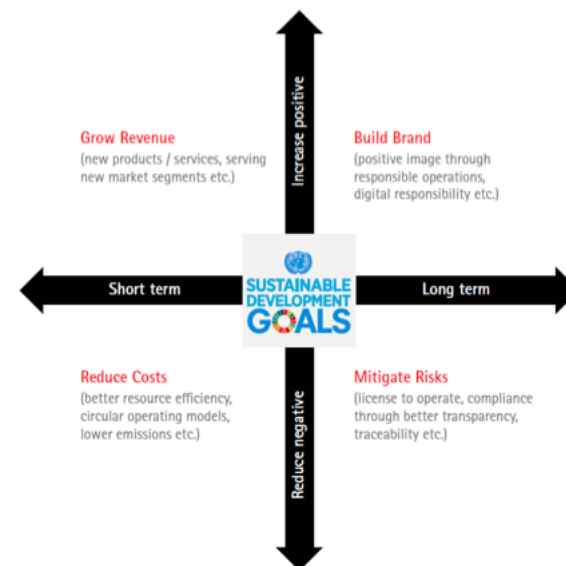 Increase positive
Grow Revenue
(new products / services, serving
new market segments etc.)
Build Brand
(positive image through
responsible operations,
digital responsibility etc.)
Short term
SUSTAINABLE
DEVELOPMENT
GOALS
Long term
Reduce Costs
(better resource efficiency,
circular operating models,
lower emissions etc.)
Mitigate Risks
(license to operate, compliance
through better transparency,
traceability etc.)
Reduce negative